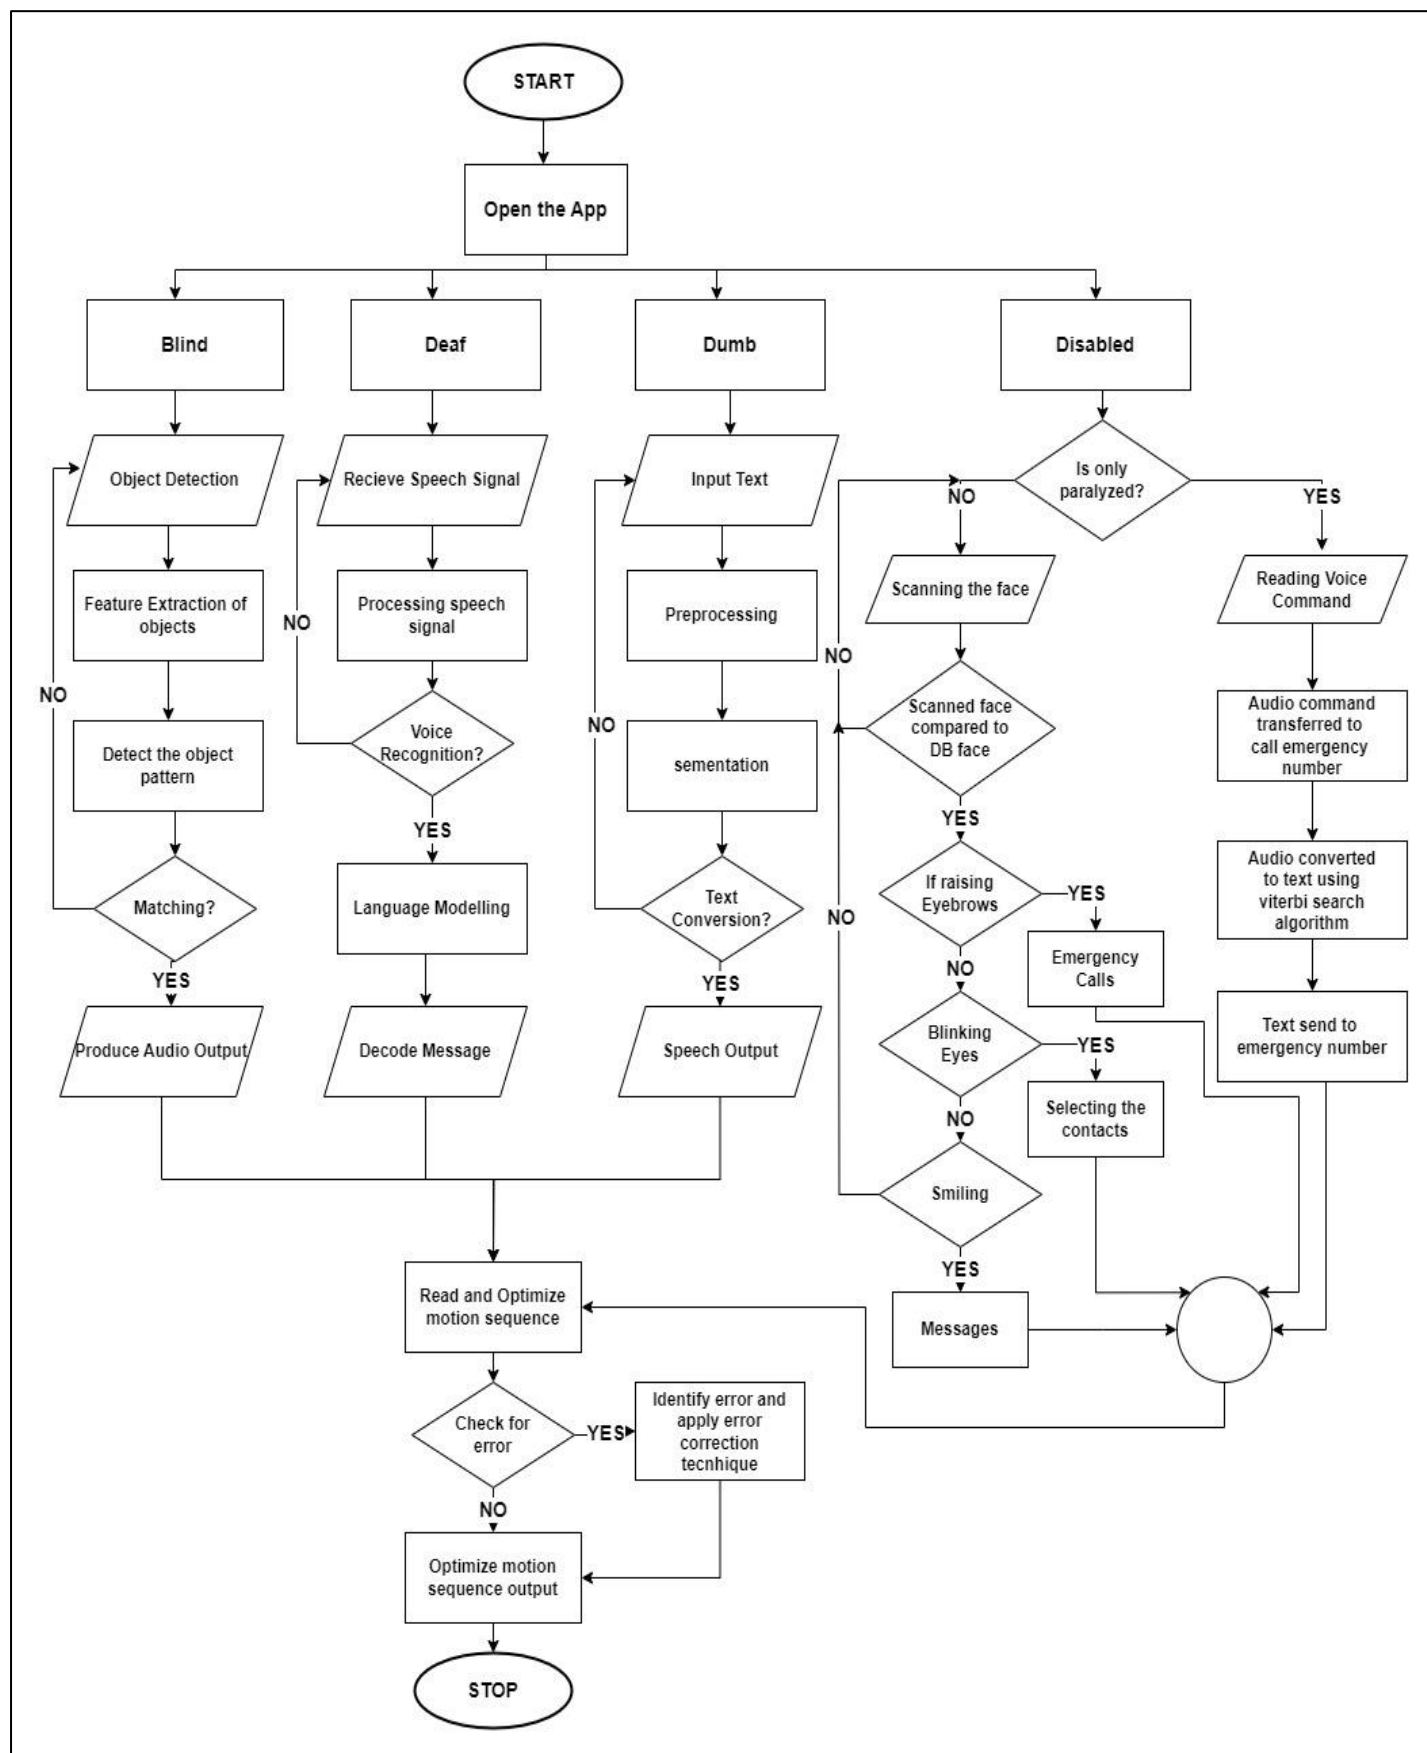 START
Open the App
Blind
Deaf
Dumb
Disabled
Object Detection
Recieve Speech Signal
Input Text
Is only
paralyzed?
NO
YES
Scanning the face
Reading Voice
Command
Feature Extraction of
objects
Processing speech
signal
Preprocessing
NO
NO
NO
NO
Scanned face
compared to
DB face
Audio command
transferred to
call emergency
number
Detect the object
pattern
Voice
Recognition?
sementation
YES
YES
Matching?
Language Modelling
Text
Conversion?
If raising
Eyebrows
YES
NO
Audio converted
to text using
viterbi search
algorithm
YES
YES
NO
Emergency
Calls
Produce Audio Output
Decode Message
Speech Output
Blinking
Eyes
YES
Text send to
emergency number
NO
Selecting the
contacts
Smiling
YES
Read and Optimize
motion sequence
Messages
Check for
error
YES
Identify error and
apply error
correction
tecnhique
NO
Optimize motion
sequence output
STOP